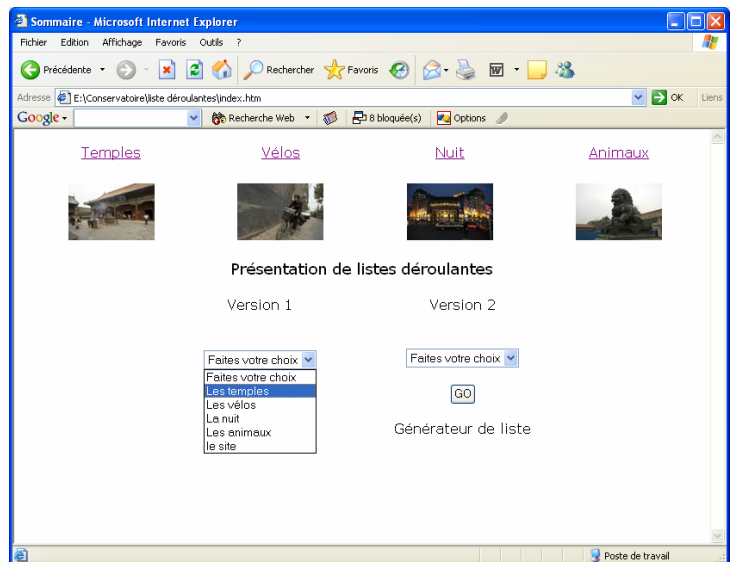 Sommaire - Microsoft Internet Explorer
Fichier Edition Affichage Favoris Outils ?
Précédente Rechercher Favoris
Adresse E:\Conservatoire\liste déroulantes\index.htm OK Liens
Google Recherche Web 8 bloquée(s) Options
Temples Vélos Nuit Animaux
Présentation de listes déroulantes
Version 1 Version 2
Faites votre choix Faites votre choix
Faites votre choix
Les temples
Les vélos
La nuit
Les animaux
le site
GO
Générateur de liste
Poste de travail